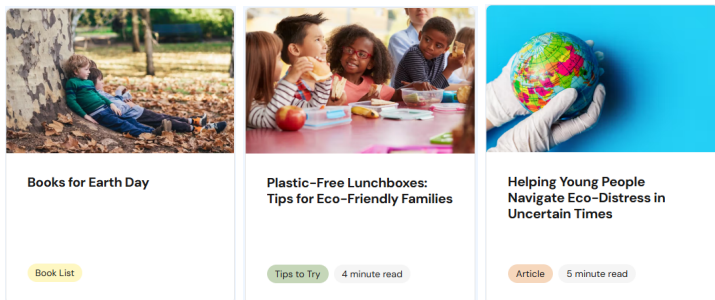 Books for Earth Day
Book List
Plastic-Free Lunchboxes:
Tips for Eco-Friendly Families
Tips to Try
4 minute read
Helping Young People
Navigate Eco-Distress in
Uncertain Times
Article
5 minute read